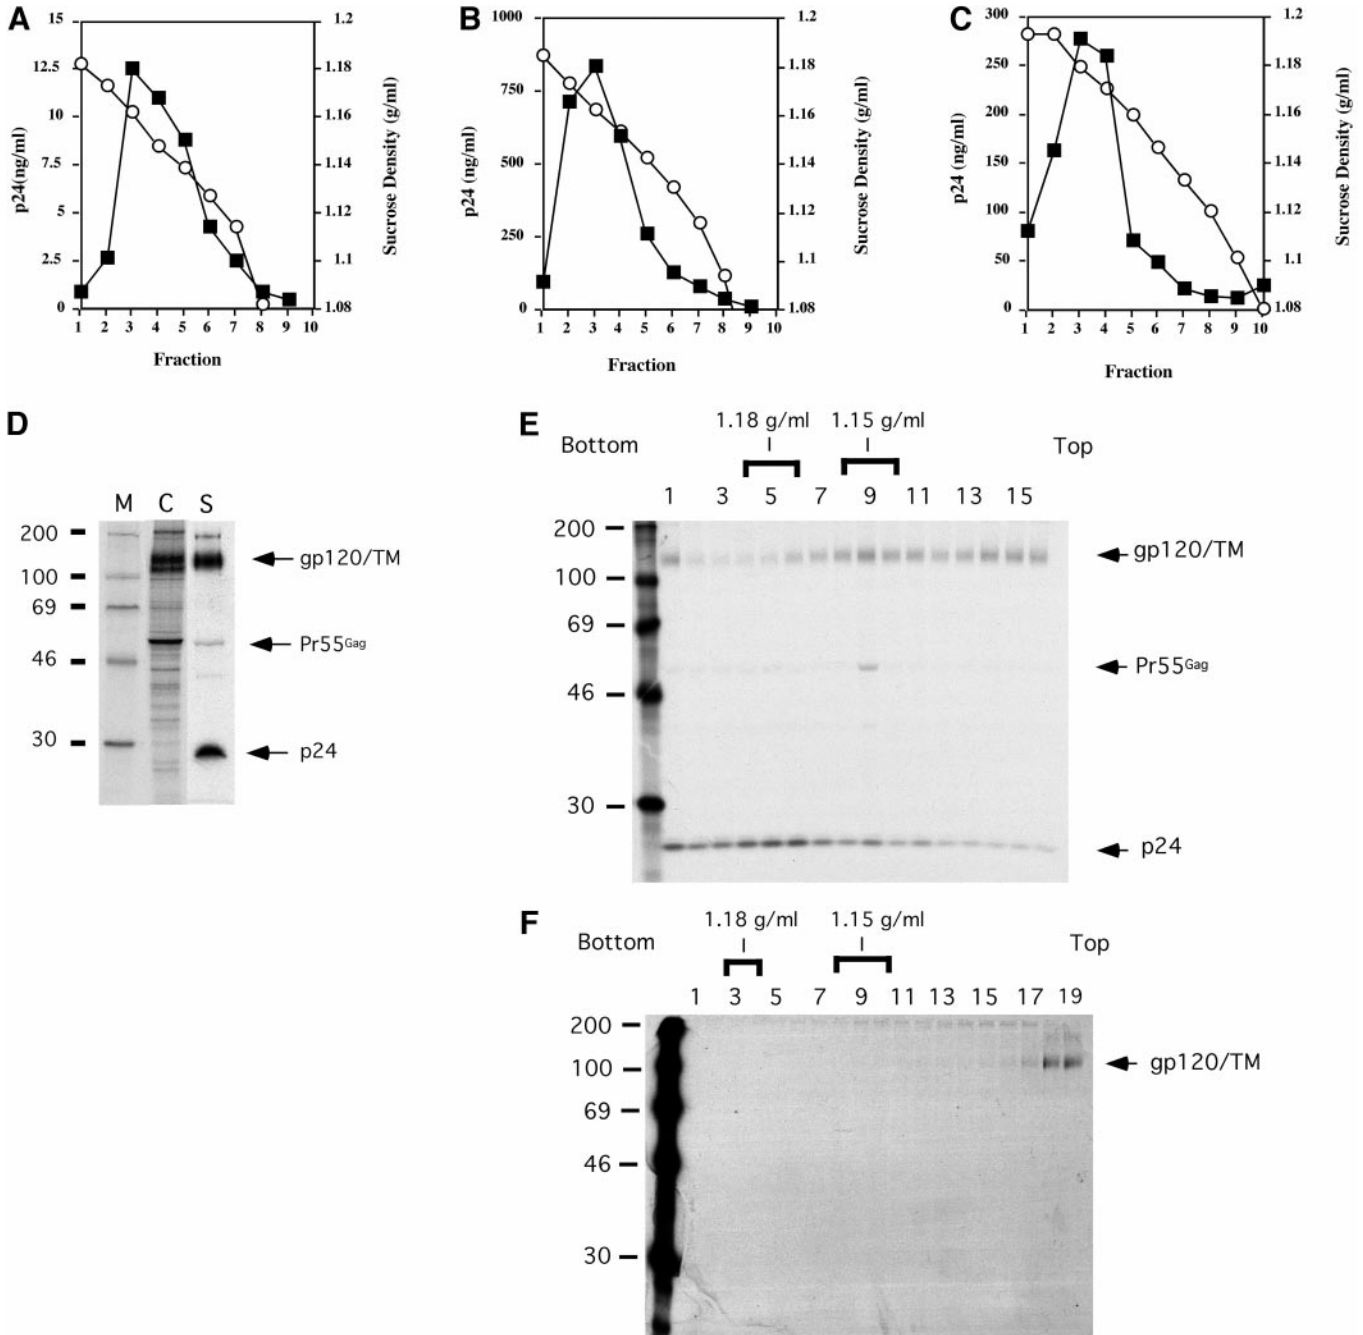 A
15
12.5
10
7.5
5
2.5
0
p24(ng/ml)
1.2
1.18
1.16
1.14
1.12
1.1
1.08
Sucrose Density (g/ml)
1 2 3 4 5 6 7 8 9 10
Fraction
B
1000
750
500
250
0
p24 (ng/ml)
1.2
1.18
1.16
1.14
1.12
1.1
1.08
Sucrose Density (g/ml)
1 2 3 4 5 6 7 8 9 10
Fraction
C
300
250
200
150
100
50
0
p24 (ng/ml)
1.2
1.18
1.16
1.14
1.12
1.1
1.08
Sucrose Density (g/ml)
1 2 3 4 5 6 7 8 9 10
Fraction
D
M C S
200
100
69
46
30
gp120/TM
Pr55Gag
p24
E
1.18 g/ml 1.15 g/ml
Bottom Top
1 3 5 7 9 11 13 15
200
100
69
46
30
gp120/TM
Pr55Gag
p24
F
1.18 g/ml 1.15 g/ml
Bottom Top
1 3 5 7 9 11 13 15 17 19
200
100
69
46
30
gp120/TM